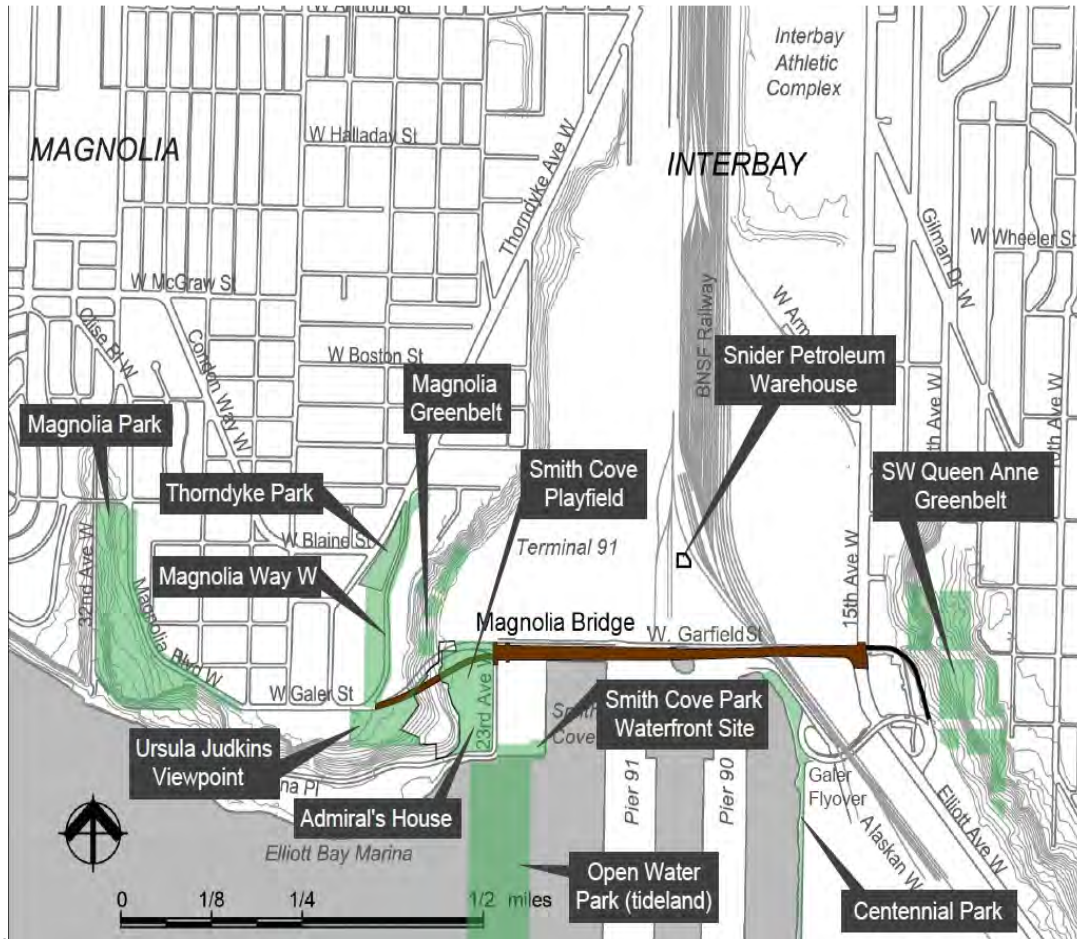 Interbay
Athletic
Complex
W Halladay St
MAGNOLIA
INTERBAY
Thorndyke Ave W
Gilman Dr W
W Wheeler St
W McGraw St
Condon Way W
W Boston St
BNSF Railway
Snider Petroleum
Warehouse
Magnolia
Greenbelt
Magnolia Park
Smith Cove
Playfield
SW Queen Anne
Greenbelt
Thorndyke Park
W Blaine St
Terminal 91
15th Ave W
Magnolia Way W
32nd Ave W
Magnolia Blvd W
Magnolia Bridge
W. Garfield St
W Galer St
23rd Ave W
Smith Cove Park
Waterfront Site
Cove
Ursula Judkins
Viewpoint
Admiral's House
Pier 91
Pier 90
Galer
Flyover
Elliott Ave W
Alaskan W
Elliott Bay Marina
Open Water
Park (tideland)
Centennial Park
0 1/8 1/4 1/2 miles